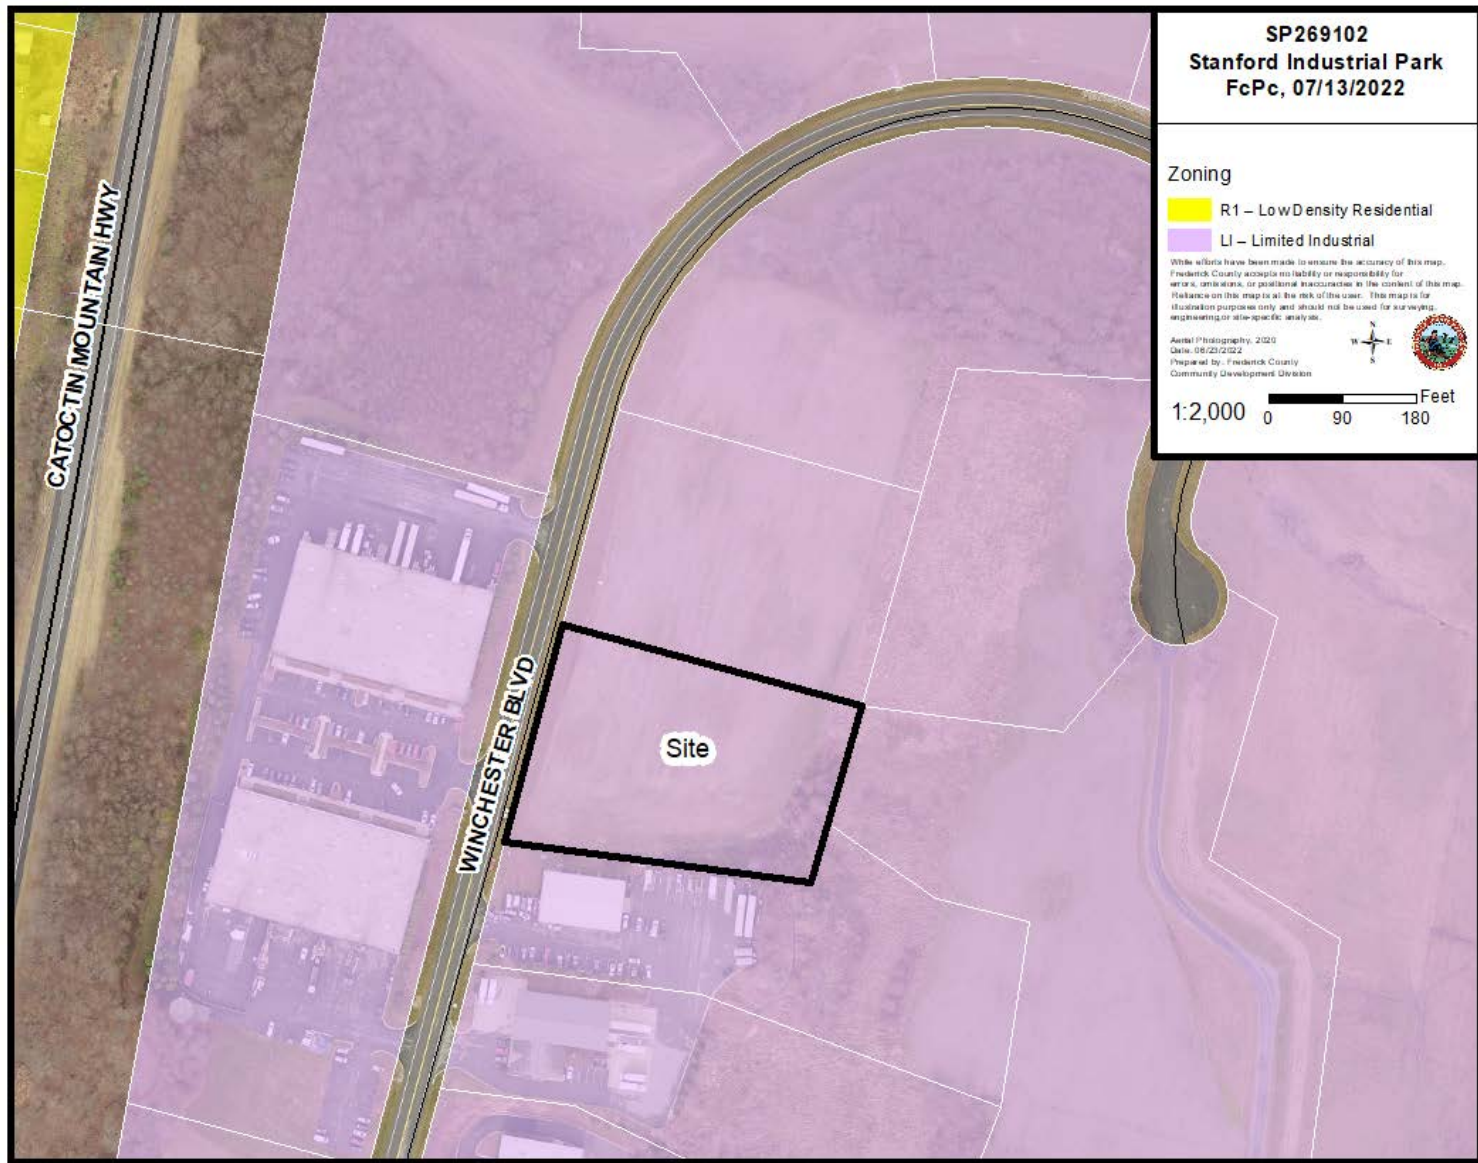 SP269102
Stanford Industrial Park
FcPc, 07/13/2022
Zoning
R1 – Low Density Residential
LI – Limited Industrial
While efforts have been made to ensure the accuracy of this map,
Frederick County accepts no liability or responsibility for
errors, omissions, or positional inaccuracies in the content of this map.
Reliance on this map is at the risk of the user. This map is for
illustration purposes only and should not be used for surveying,
engineering, or site-specific analysis.
N
W E
S
Aerial Photography: 2020
Date: 06/23/2022
Prepared by: Frederick County
Community Development Division
1:2,000
Feet
0 90 180
CATOCTIN MOUNTAIN HWY
WINCHESTER BLVD
Site